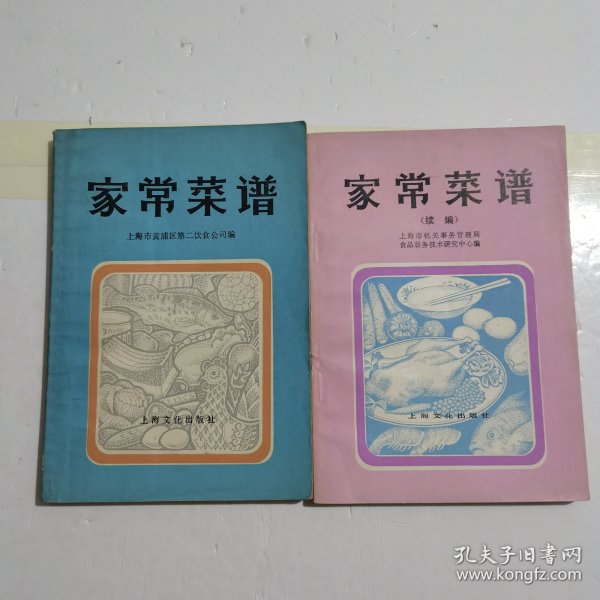 家常菜谱
上海市黄浦区第二饮食公司编
上海文化出版社
家常菜谱
（续编）
上海市机关事务管理局
食品服务技术研究中心编
上海文化出版社
孔夫子旧书网
www.kongfz.com